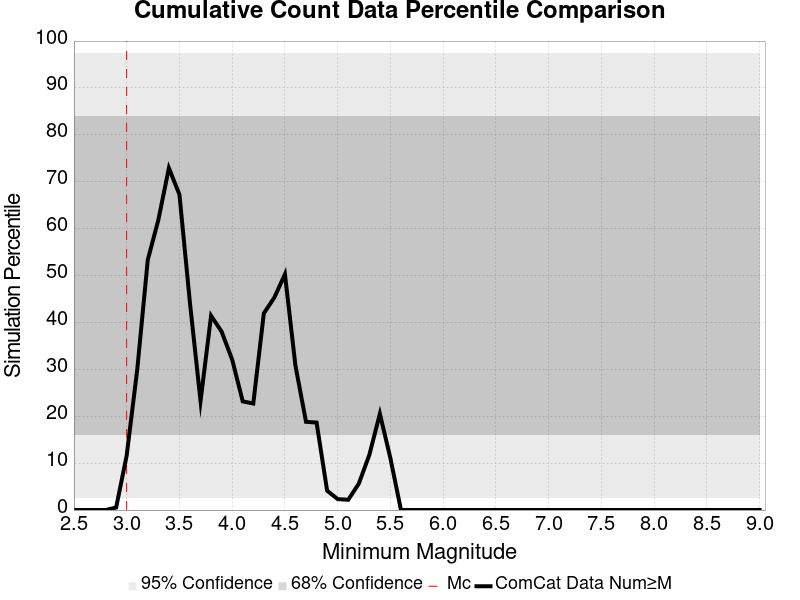 Cumulative Count Data Percentile Comparison
100
90
80
70
60
50
40
30
20
10
0
Simulation Percentile
2.5 3.0 3.5 4.0 4.5 5.0 5.5 6.0 6.5 7.0 7.5 8.0 8.5 9.0
Minimum Magnitude
95% Confidence 68% Confidence Mc ComCat Data Num≥M